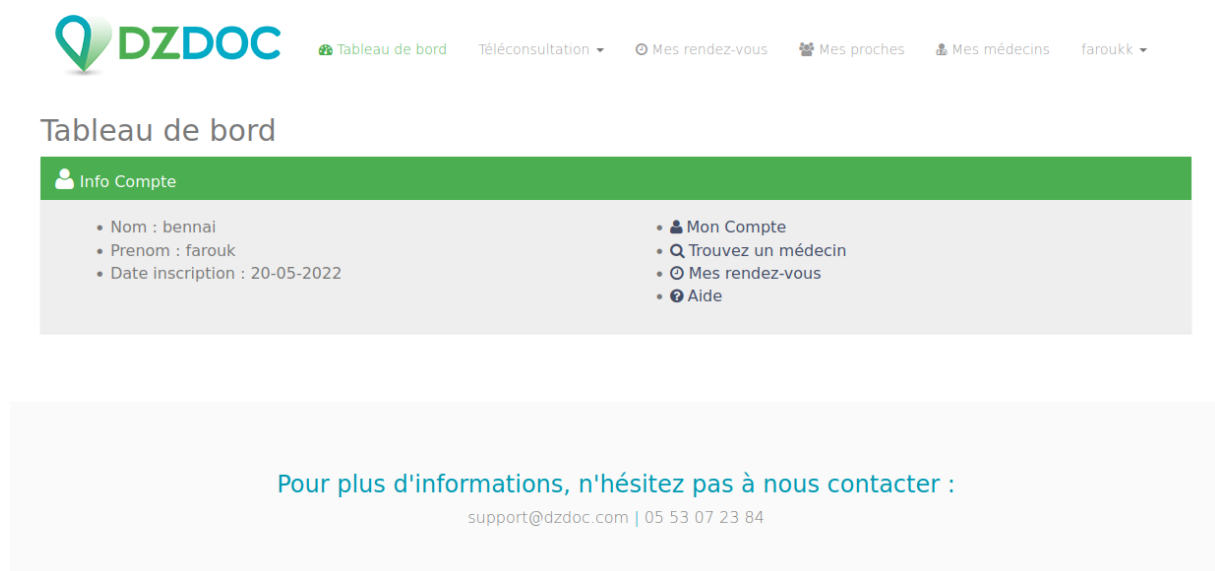 DZDOC
Tableau de bord Téléconsultation Mes rendez-vous Mes proches Mes médecins faroukk
Tableau de bord
Info Compte
• Nom : bennai
• Prenom : farouk
• Date inscription : 20-05-2022
• Mon Compte
• Trouvez un médecin
• Mes rendez-vous
• Aide
Pour plus d'informations, n'hésitez pas à nous contacter :
support@dzdoc.com | 05 53 07 23 84